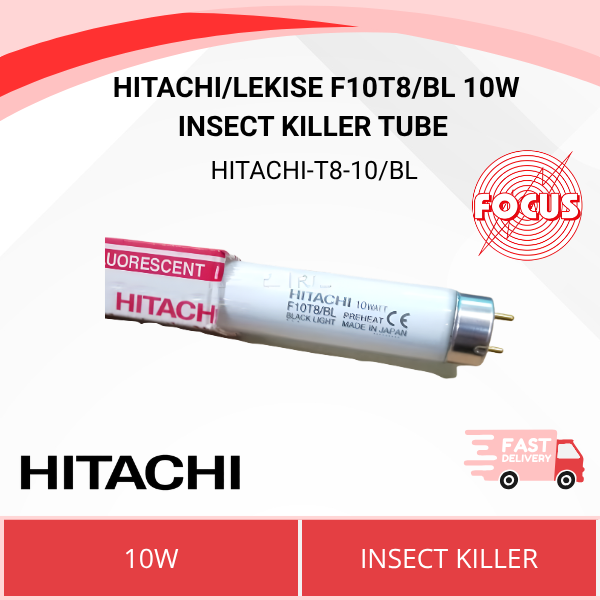 HITACHI/LEKISE F10T8/BL 10W
INSECT KILLER TUBE
HITACHI-T8-10/BL
FOCUS
UORESCENT
HITACH
HITACHI 10WATT
F10T8/BL PREHEAT CE
BLACK LIGHT MADE IN JAPAN
FAST
DELIVERY
HITACHI
10W
INSECT KILLER